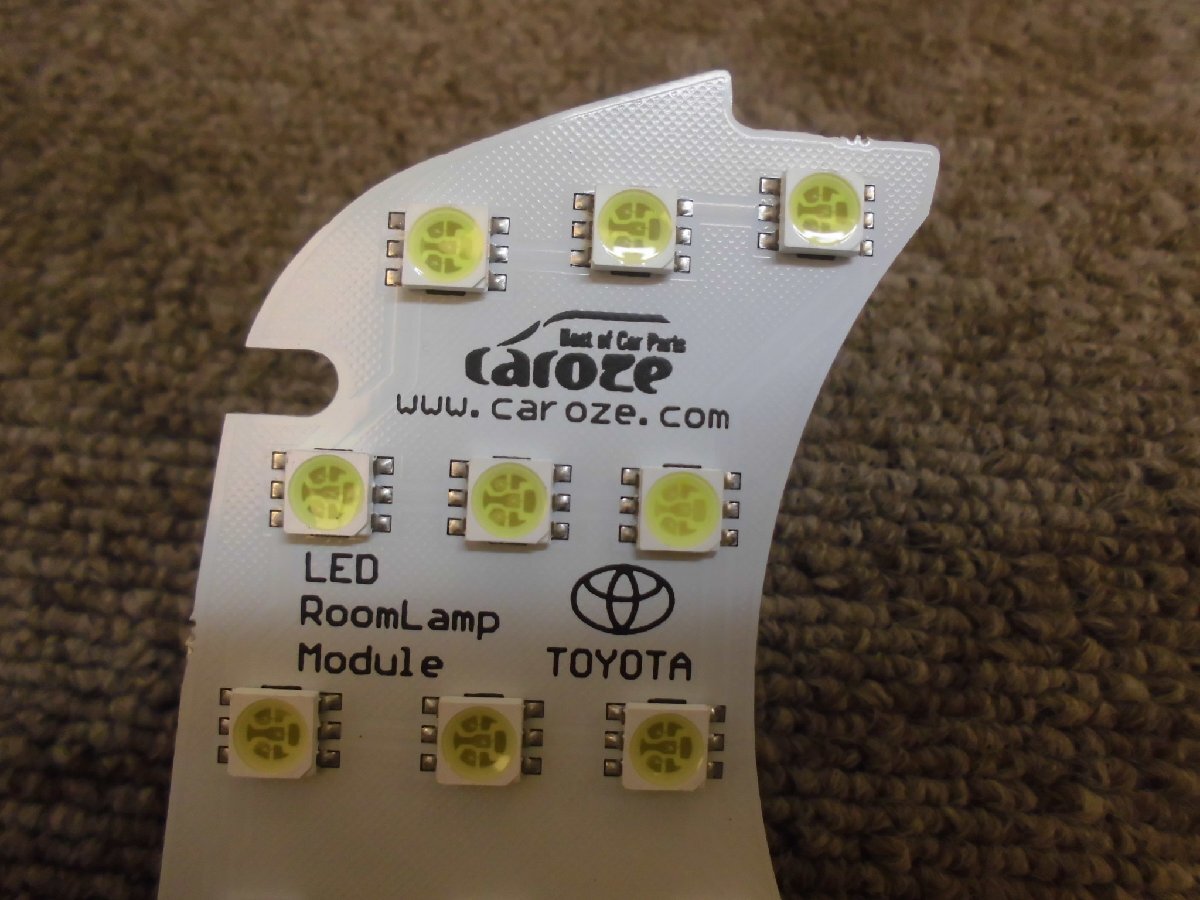 Best of Car Parts
caroze
www.caroze.com
LED
RoomLamp
Module
TOYOTA